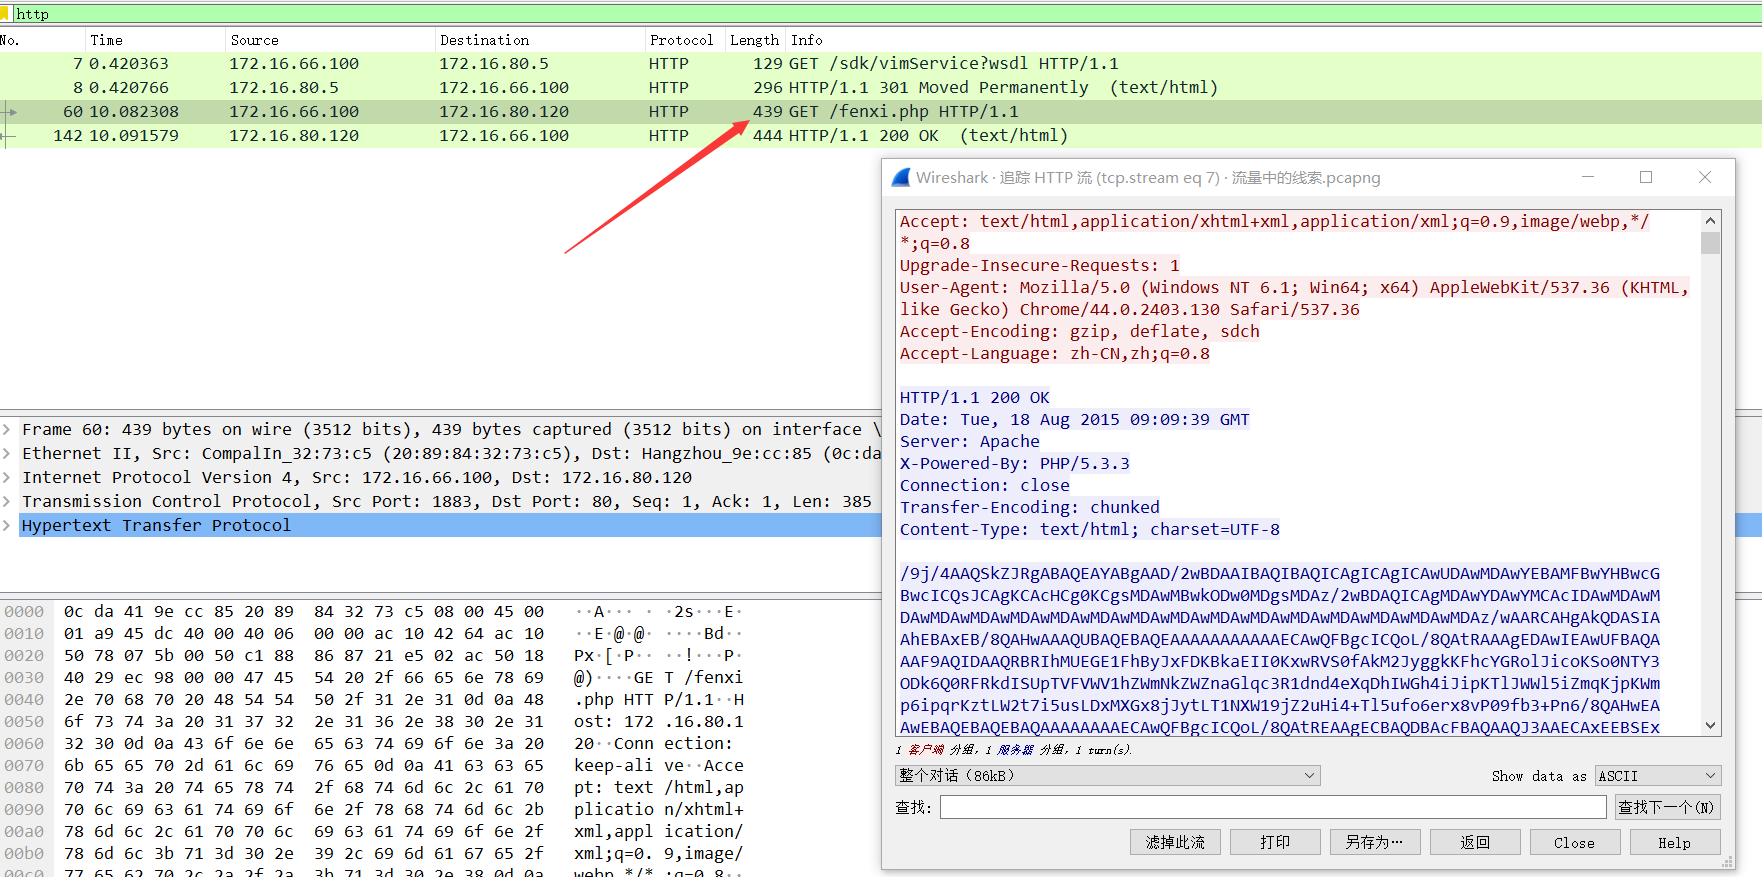 http
No. Time Source Destination Protocol Length Info
7 0.420363 172.16.66.100 172.16.80.5 HTTP 129 GET /sdk/vimService?wsdl HTTP/1.1
8 0.420766 172.16.80.5 172.16.66.100 HTTP 296 HTTP/1.1 301 Moved Permanently (text/html)
60 10.082308 172.16.66.100 172.16.80.120 HTTP 439 GET /fenxi.php HTTP/1.1
142 10.091579 172.16.80.120 172.16.66.100 HTTP 444 HTTP/1.1 200 OK (text/html)
Wireshark · 追踪 HTTP 流 (tcp.stream eq 7) · 流量中的线索.pcapng
Accept: text/html,application/xhtml+xml,application/xml;q=0.9,image/webp,*/
*;q=0.8
Upgrade-Insecure-Requests: 1
User-Agent: Mozilla/5.0 (Windows NT 6.1; Win64; x64) AppleWebKit/537.36 (KHTML,
like Gecko) Chrome/44.0.2403.130 Safari/537.36
Accept-Encoding: gzip, deflate, sdch
Accept-Language: zh-CN,zh;q=0.8
HTTP/1.1 200 OK
Date: Tue, 18 Aug 2015 09:09:39 GMT
Server: Apache
X-Powered-By: PHP/5.3.3
Connection: close
Transfer-Encoding: chunked
Content-Type: text/html; charset=UTF-8
/9j/4AAQSkZJRgABAQEAYABgAAD/2wBDAAIBAQIBAQICAgICAgICAwUDAwMDAwYEBAMFBwYHBwcG
BwcICQsJCAgKCAcHCg0KCgsMDAwMBwkODw0MDgsMDAz/2wBDAQICAgMDAwYDAwYMCAcIDAwMDAwM
DAwMDAwMDAwMDAwMDAwMDAwMDAwMDAwMDAwMDAwMDAwMDAwMDAwMDAwMDAz/wAARCAHgAkQDASIA
AhEBAxEB/8QAHwAAAQUBAQEBAQEAAAAAAAAAAAECAwQFBgcICQoL/8QAtRAAAgEDAwIEAwUFBAQA
AAF9AQIDAAQRBRIhMUEGE1FhByJxFDKBkaEII0KxwRVS0fAkM2JyggkKFhcYGRolJicoKSo0NTY3
ODk6Q0RFRkdISUpTVFVWV1hZWmNkZWZnaGlqc3R1dnd4eXqDhIWGh4iJipKTlJWWl5iZmqKjpKWm
p6ipqrKztLW2t7i5usLDxMXGx8jJytLT1NXW19jZ2uHi4+Tl5ufo6erx8vP09fb3+Pn6/8QAHwEA
AwEBAQEBAQEBAQAAAAAAAAECAwQFBgcICQoL/8QAtREAAgECBAQDBAcFBAQAAQJ3AAECAxEEBSEx
1 客户端 分组, 1 服务器 分组, 1 turn(s).
整个对话 (86kB)
Show data as ASCII
查找:
查找下一个(N)
滤掉此流 打印 另存为… 返回 Close Help
Frame 60: 439 bytes on wire (3512 bits), 439 bytes captured (3512 bits) on interface \
Ethernet II, Src: CompalIn_32:73:c5 (20:89:84:32:73:c5), Dst: Hangzhou_9e:cc:85 (0c:da
Internet Protocol Version 4, Src: 172.16.66.100, Dst: 172.16.80.120
Transmission Control Protocol, Src Port: 1883, Dst Port: 80, Seq: 1, Ack: 1, Len: 385
Hypertext Transfer Protocol
0000 0c da 41 9e cc 85 20 89 84 32 73 c5 08 00 45 00 ··A··· · ·2s···E·
0010 01 a9 45 dc 40 00 40 06 00 00 ac 10 42 64 ac 10 ··E·@·@· ····Bd··
0020 50 78 07 5b 00 50 c1 88 86 87 21 e5 02 ac 50 18 Px·[·P·· ··!···P·
0030 40 29 ec 98 00 00 47 45 54 20 2f 66 65 6e 78 69 @)····GE T /fenxi
0040 2e 70 68 70 20 48 54 54 50 2f 31 2e 31 0d 0a 48 .php HTT P/1.1··H
0050 6f 73 74 3a 20 31 37 32 2e 31 36 2e 38 30 2e 31 ost: 172 .16.80.1
0060 32 30 0d 0a 43 6f 6e 6e 65 63 74 69 6f 6e 3a 20 20··Conn ection:
0070 6b 65 65 70 2d 61 6c 69 76 65 0d 0a 41 63 63 65 keep-ali ve··Acce
0080 70 74 3a 20 74 65 78 74 2f 68 74 6d 6c 2c 61 70 pt: text /html,ap
0090 70 6c 69 63 61 74 69 6f 6e 2f 78 68 74 6d 6c 2b plicatio n/xhtml+
00a0 78 6d 6c 2c 61 70 70 6c 69 63 61 74 69 6f 6e 2f xml,appl ication/
00b0 78 6d 6c 3b 71 3d 30 2e 39 2c 69 6d 61 67 65 2f xml;q=0. 9,image/
00c0 77 65 62 70 2c 2a 2f 2a 3b 71 3d 30 2e 38 0d 0a webp,*/* ;q=0.8··